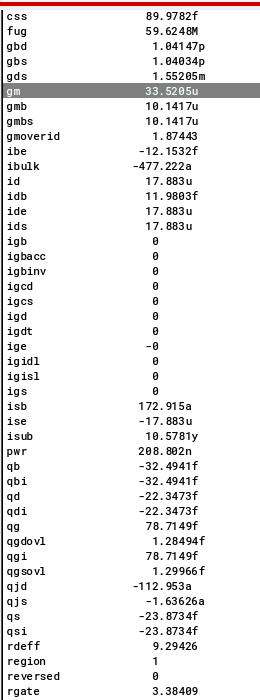 css 89.9782f
fug 59.6248M
gbd 1.04147p
gbs 1.04034p
gds 1.55205m
gm 33.5205u
gmb 10.1417u
gmbs 10.1417u
gmoverid 1.87443
ibe -12.1532f
ibulk -477.222a
id 17.883u
idb 11.9803f
ide 17.883u
ids 17.883u
igb 0
igbacc 0
igbinv 0
igcd 0
igcs 0
igd 0
igdt 0
ige -0
igidl 0
igisl 0
igs 0
isb 172.915a
ise -17.883u
isub 10.5781y
pwr 208.802n
qb -32.4941f
qbi -32.4941f
qd -22.3473f
qdi -22.3473f
qg 78.7149f
qgdovl 1.28494f
qgi 78.7149f
qgsovl 1.29966f
qjd -112.953a
qjs -1.63626a
qs -23.8734f
qsi -23.8734f
rdeff 9.29426
region 1
reversed 0
rgate 3.38409